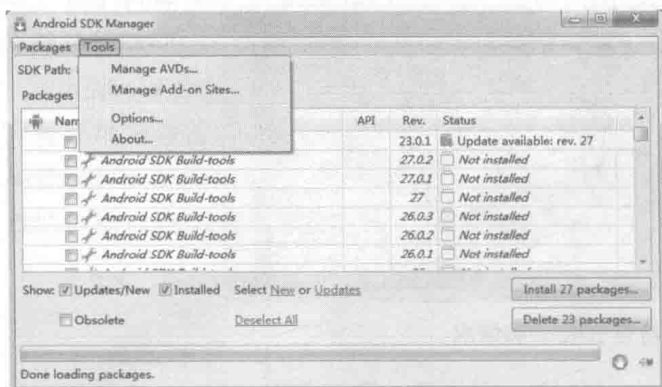 Android SDK Manager
Packages Tools
SDK Path:
Manage AVDs...
Manage Add-on Sites...
Options...
About...
Packages
Nam API Rev. Status
23.0.1 Update available: rev. 27
Android SDK Build-tools 27.0.2 Not installed
Android SDK Build-tools 27.0.1 Not installed
Android SDK Build-tools 27 Not installed
Android SDK Build-tools 26.0.3 Not installed
Android SDK Build-tools 26.0.2 Not installed
Android SDK Build-tools 26.0.1 Not installed
Show: Updates/New Installed Select New or Updates Install 27 packages...
Obsolete Deselect All Delete 23 packages...
Done loading packages.